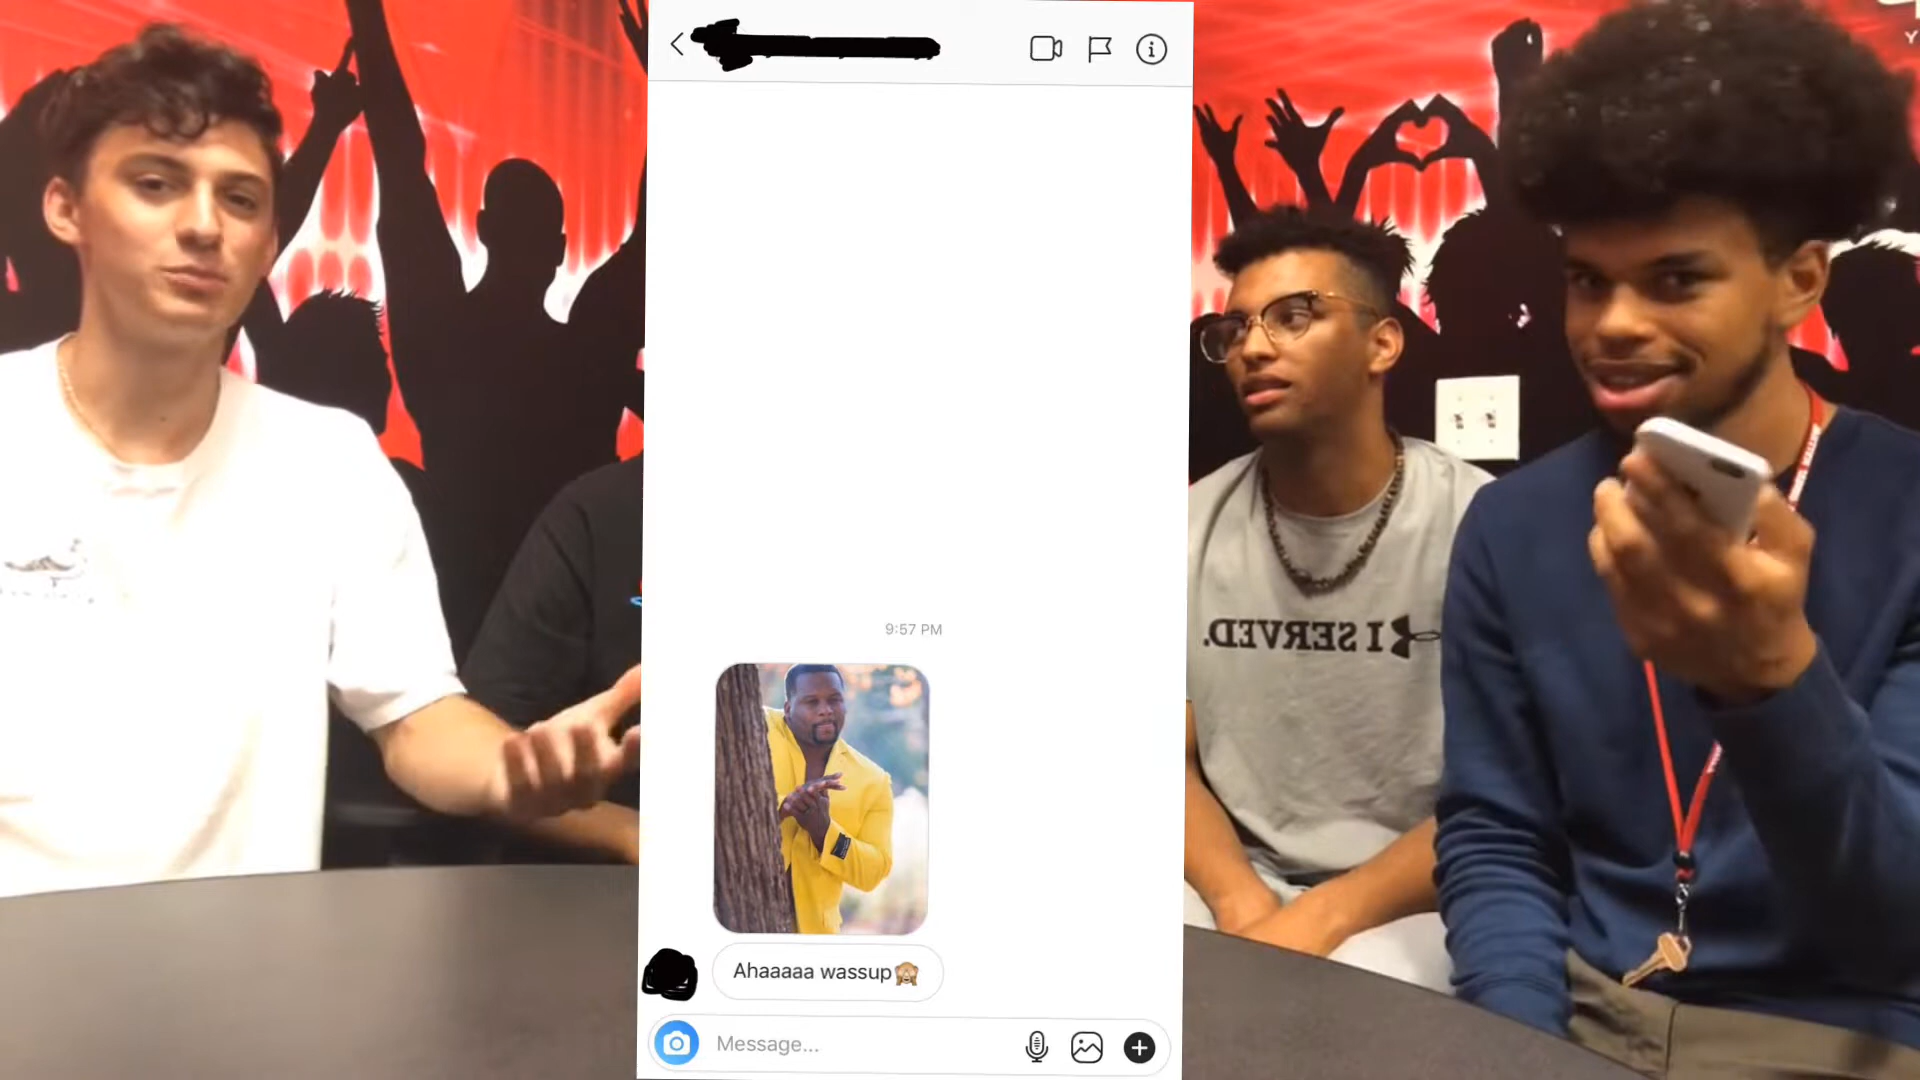 9:57 PM
Ahaaaaa wassup🙈
Message...
I SERVED.
Y